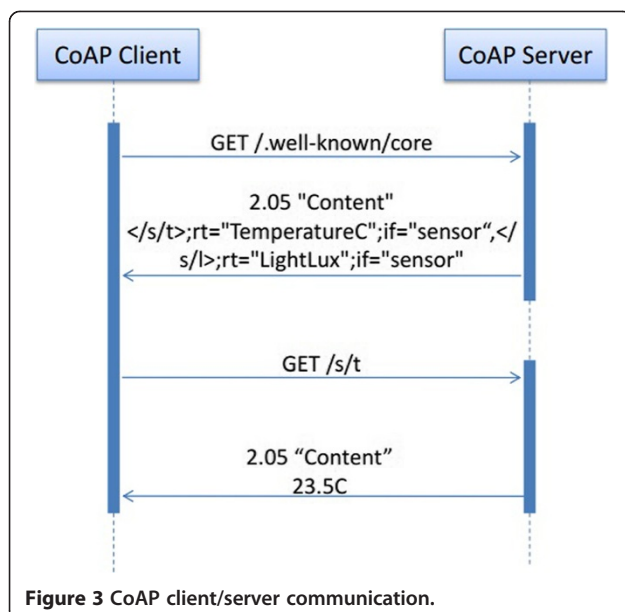 CoAP Client
CoAP Server
GET /.well-known/core
2.05 "Content"
</s/t>;rt="TemperatureC";if="sensor“,</
s/l>;rt="LightLux";if="sensor"
GET /s/t
2.05 “Content”
23.5C
Figure 3 CoAP client/server communication.